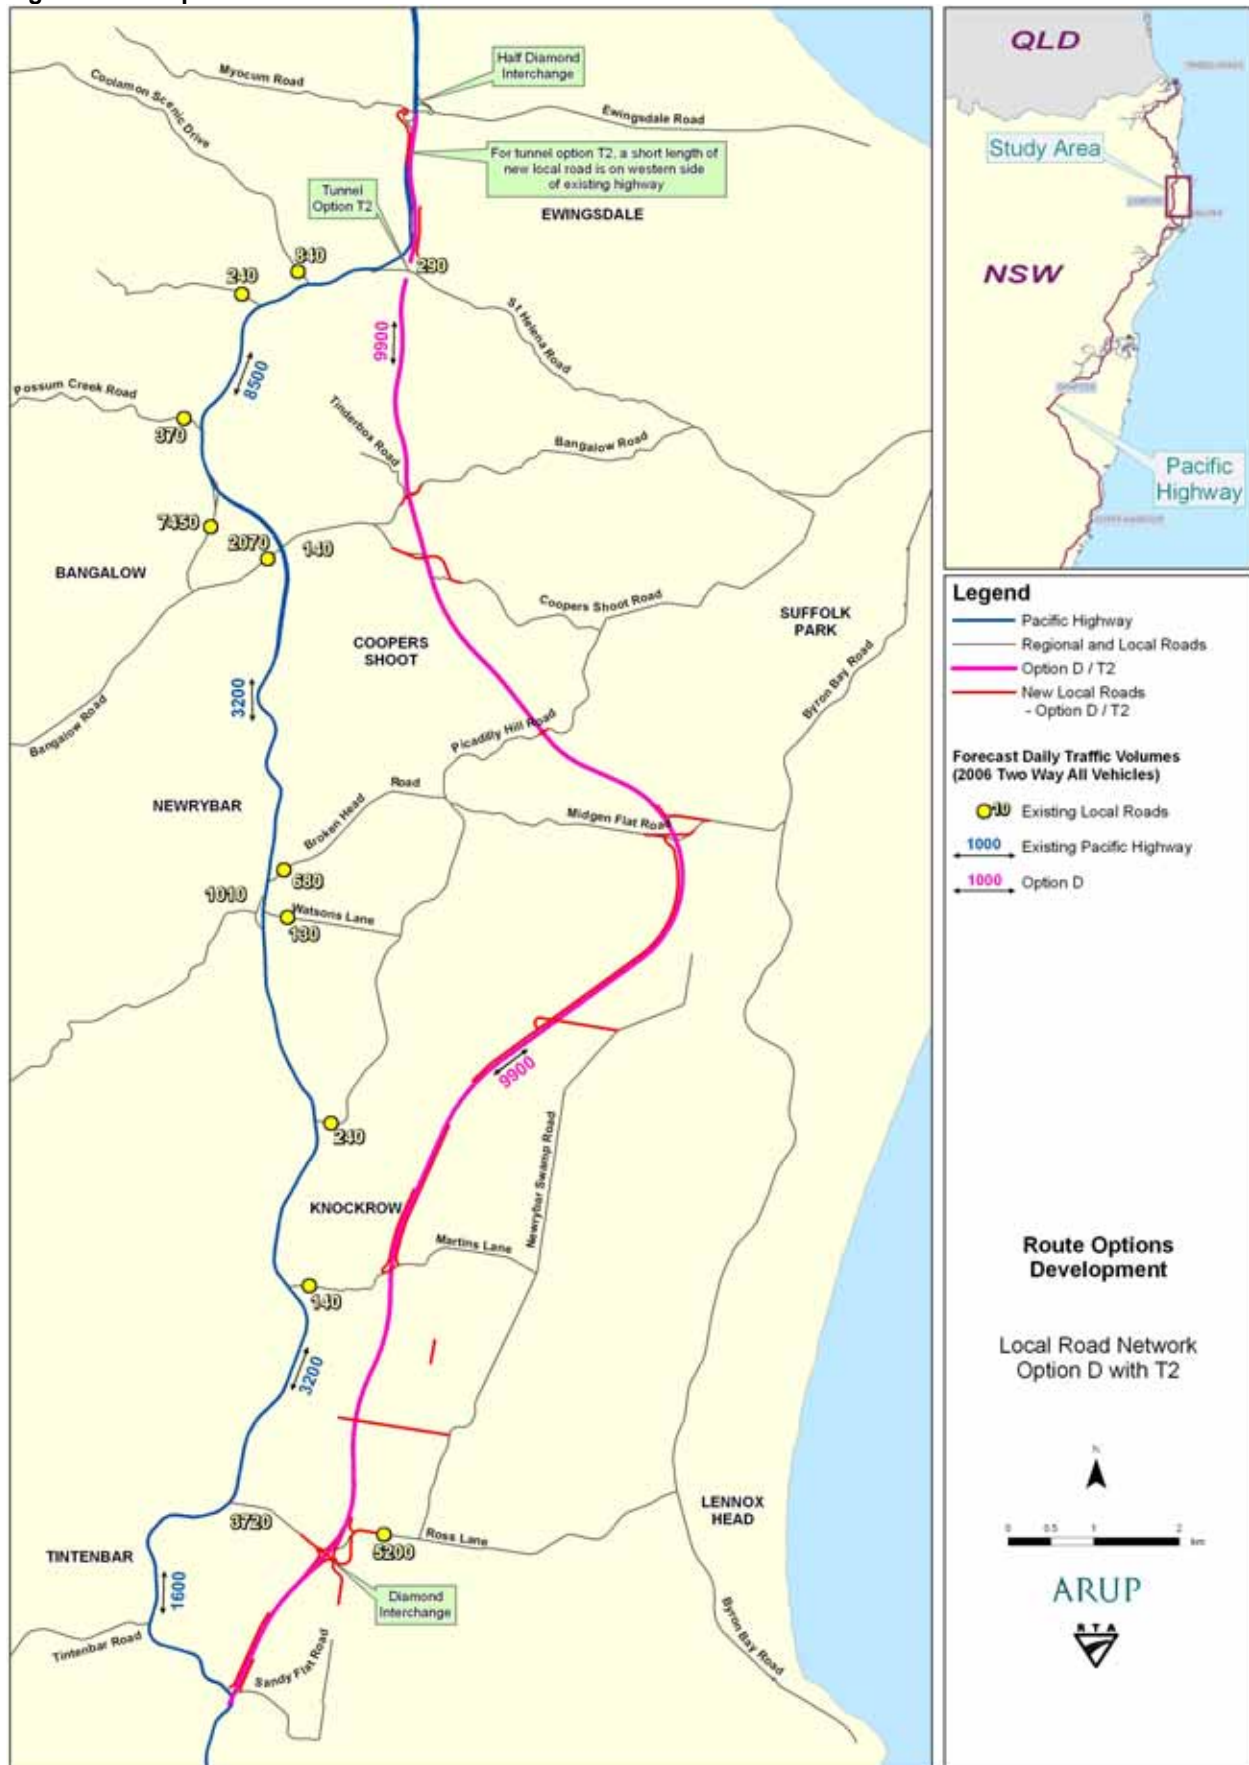 Myocum Road
Coolamon Scenic Drive
Half Diamond
Interchange
Ewingsdale Road
For tunnel option T2, a short length of
new local road is on western side
of existing highway
Tunnel
Option T2
EWINGSDALE
840
290
240
9900
St Helena Road
8500
Possum Creek Road
370
Tinderbox Road
Bangalow Road
7450
2070
140
BANGALOW
Coopers Shoot Road
COOPERS
SHOOT
SUFFOLK
PARK
Byron Bay Road
3200
Bangalow Road
Picadilly Hill Road
NEWRYBAR
Broken Head
Road
Midgen Flat Road
680
1010
Watsons Lane
130
9900
240
Newrybar Swamp Road
KNOCKROW
Martins Lane
140
3200
3720
5200
Ross Lane
LENNOX
HEAD
TINTENBAR
1600
Diamond
Interchange
Tintenbar Road
Sandy Flat Road
Byron Bay Road
QLD
Study Area
NSW
Pacific
Highway
Legend
Pacific Highway
Regional and Local Roads
Option D / T2
New Local Roads
- Option D / T2
Forecast Daily Traffic Volumes
(2006 Two Way All Vehicles)
10 Existing Local Roads
1000 Existing Pacific Highway
1000 Option D
Route Options
Development
Local Road Network
Option D with T2
N
0 0.5 1 2
km
ARUP
RTA